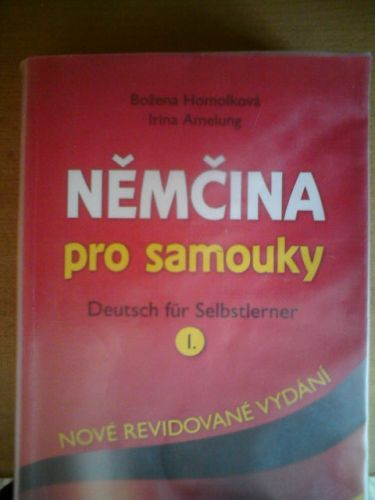 Božena Homolková
Irina Amelung
NĚMČINA
pro samouky
Deutsch für Selbstlerner
I.
NOVÉ REVIDOVANÉ VYDÁNÍ